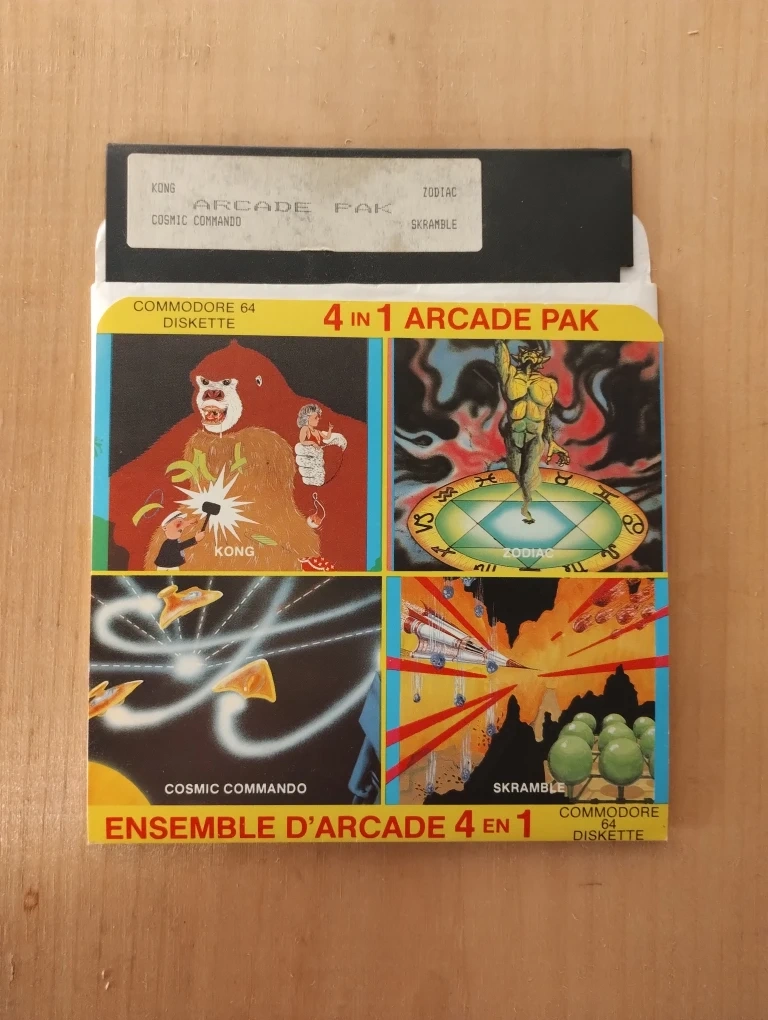 KONG ZODIAC
ARCADE PAK
COSMIC COMMANDO SKRAMBLE
COMMODORE 64
DISKETTE
4 IN 1 ARCADE PAK
KONG
ZODIAC
COSMIC COMMANDO
SKRAMBLE
ENSEMBLE D'ARCADE 4 EN 1
COMMODORE
64
DISKETTE